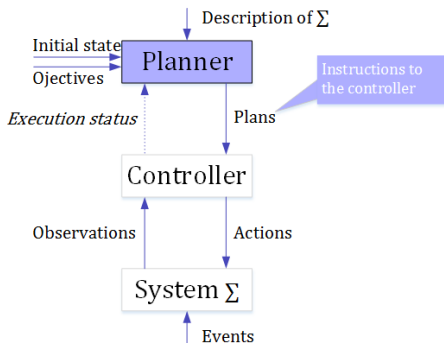 Description of Σ
Initial state
Ojectives
Planner
Instructions to
the controller
Execution status
Plans
Controller
Observations
Actions
System Σ
Events